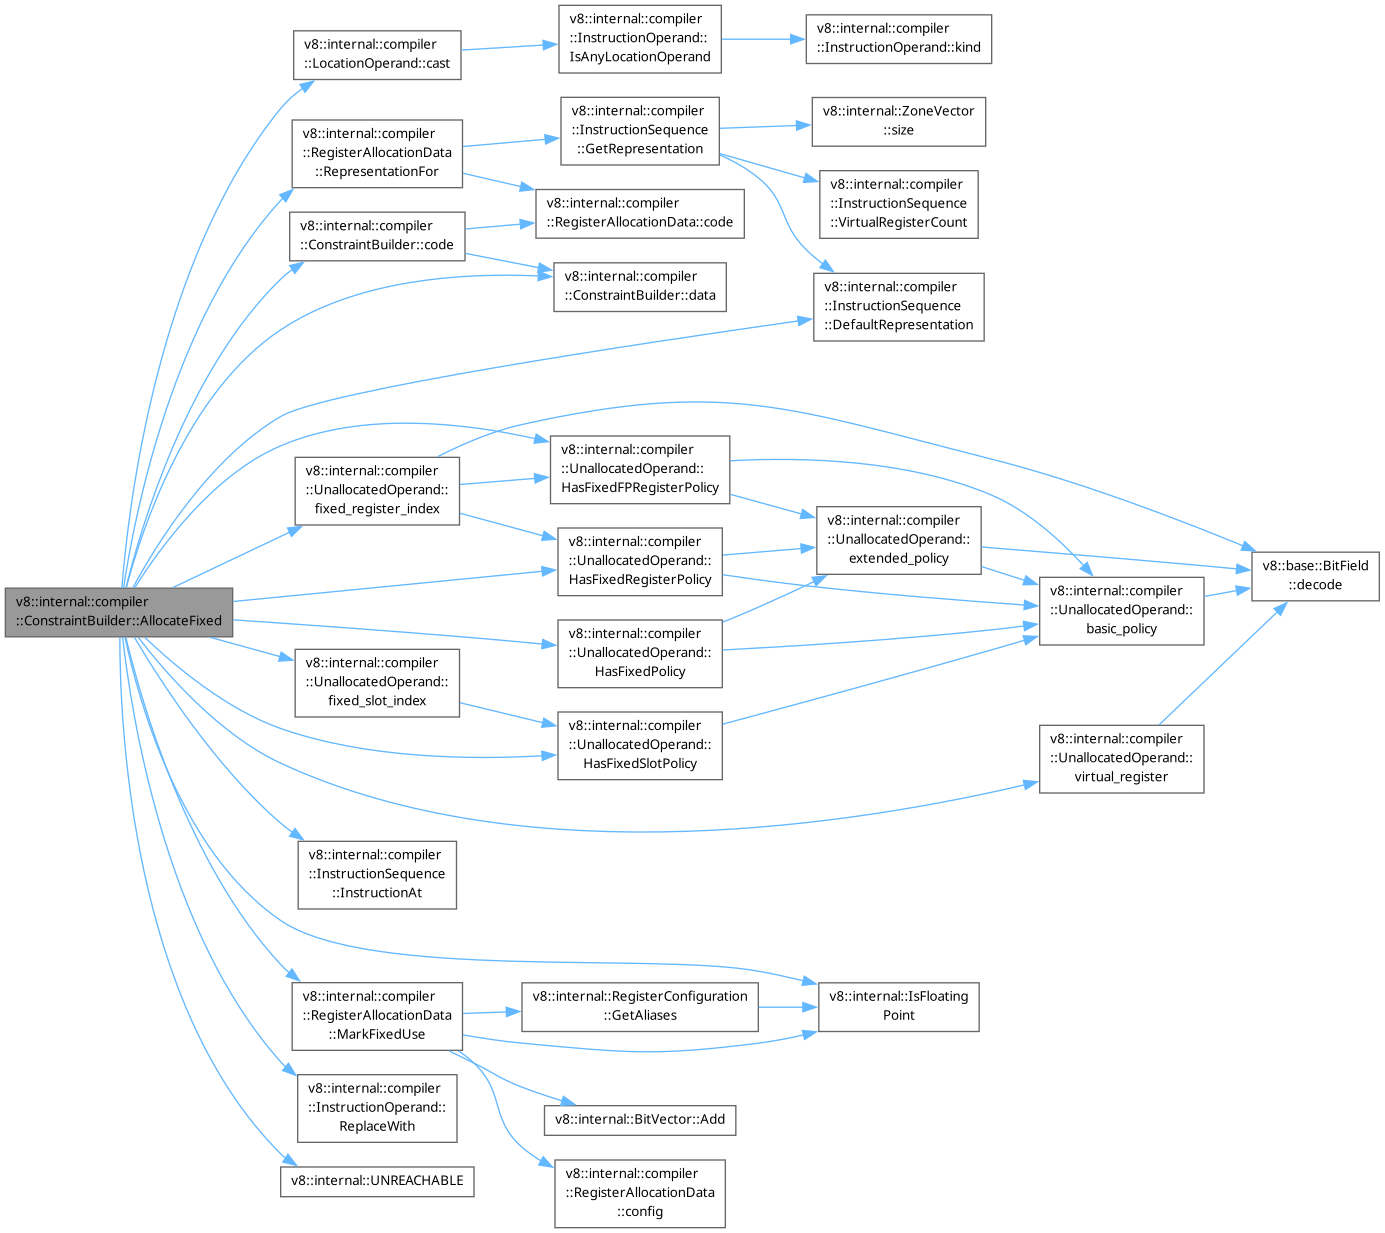 v8::internal::compiler
::InstructionOperand::
IsAnyLocationOperand
v8::internal::compiler
::InstructionOperand::kind
v8::internal::compiler
::LocationOperand::cast
v8::internal::compiler
::InstructionSequence
::GetRepresentation
v8::internal::ZoneVector
::size
v8::internal::compiler
::RegisterAllocationData
::RepresentationFor
v8::internal::compiler
::InstructionSequence
::VirtualRegisterCount
v8::internal::compiler
::RegisterAllocationData::code
v8::internal::compiler
::ConstraintBuilder::code
v8::internal::compiler
::ConstraintBuilder::data
v8::internal::compiler
::InstructionSequence
::DefaultRepresentation
v8::internal::compiler
::UnallocatedOperand::
HasFixedFPRegisterPolicy
v8::internal::compiler
::UnallocatedOperand::
fixed_register_index
v8::internal::compiler
::UnallocatedOperand::
extended_policy
v8::internal::compiler
::UnallocatedOperand::
HasFixedRegisterPolicy
v8::base::BitField
::decode
v8::internal::compiler
::UnallocatedOperand::
basic_policy
v8::internal::compiler
::ConstraintBuilder::AllocateFixed
v8::internal::compiler
::UnallocatedOperand::
HasFixedPolicy
v8::internal::compiler
::UnallocatedOperand::
fixed_slot_index
v8::internal::compiler
::UnallocatedOperand::
HasFixedSlotPolicy
v8::internal::compiler
::UnallocatedOperand::
virtual_register
v8::internal::compiler
::InstructionSequence
::InstructionAt
v8::internal::compiler
::RegisterAllocationData
::MarkFixedUse
v8::internal::RegisterConfiguration
::GetAliases
v8::internal::IsFloating
Point
v8::internal::compiler
::InstructionOperand::
ReplaceWith
v8::internal::BitVector::Add
v8::internal::UNREACHABLE
v8::internal::compiler
::RegisterAllocationData
::config